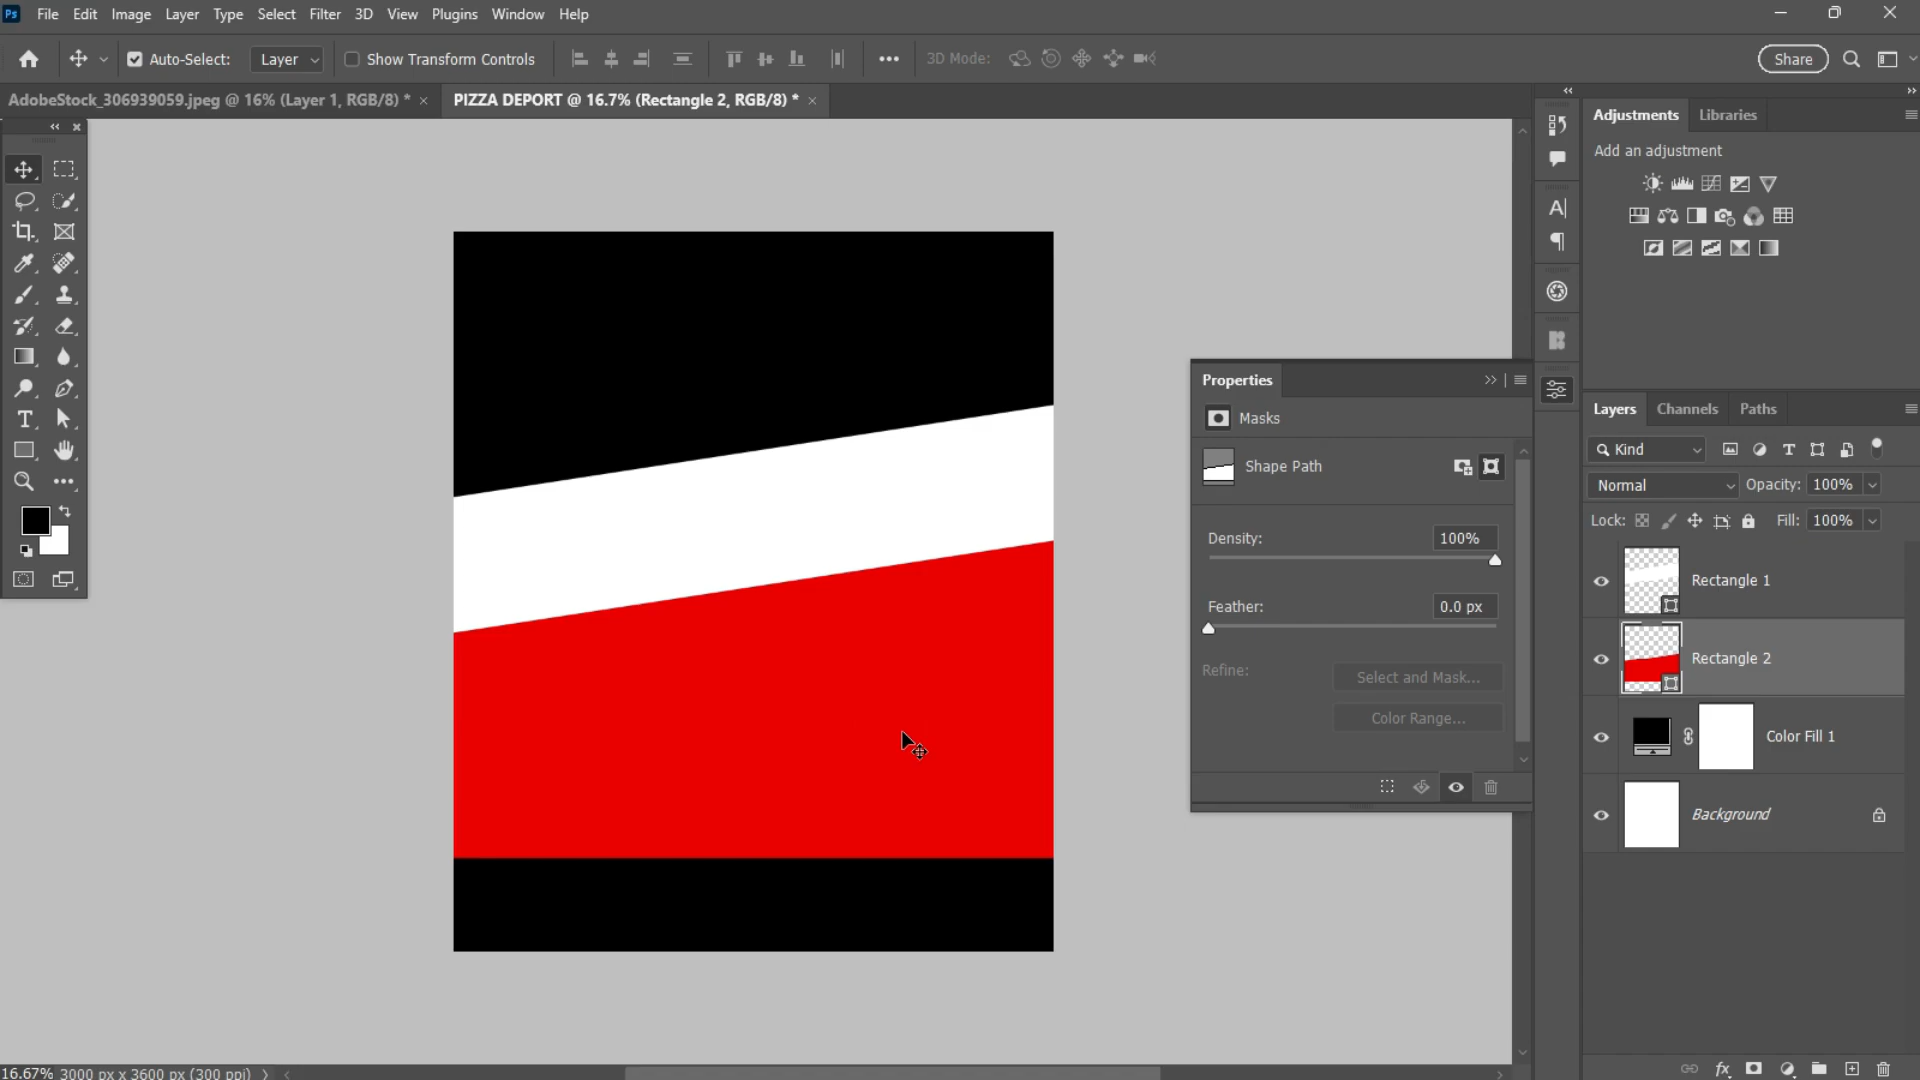 Ps File Edit Image Layer Type Select Filter 3D View Plugins Window Help
Auto-Select: Layer Show Transform Controls 3D Mode: Share
AdobeStock_306939059.jpeg @ 16% (Layer 1, RGB/8) * PIZZA DEPORT @ 16.7% (Rectangle 2, RGB/8) *
Adjustments Libraries
Add an adjustment
Properties
Masks
Shape Path
Density: 100%
Feather: 0.0 px
Refine: Select and Mask...
Color Range...
Layers Channels Paths
Kind
Normal Opacity: 100%
Lock: Fill: 100%
Rectangle 1
Rectangle 2
Color Fill 1
Background
16.67% 3000 px x 3600 px (300 ppi)